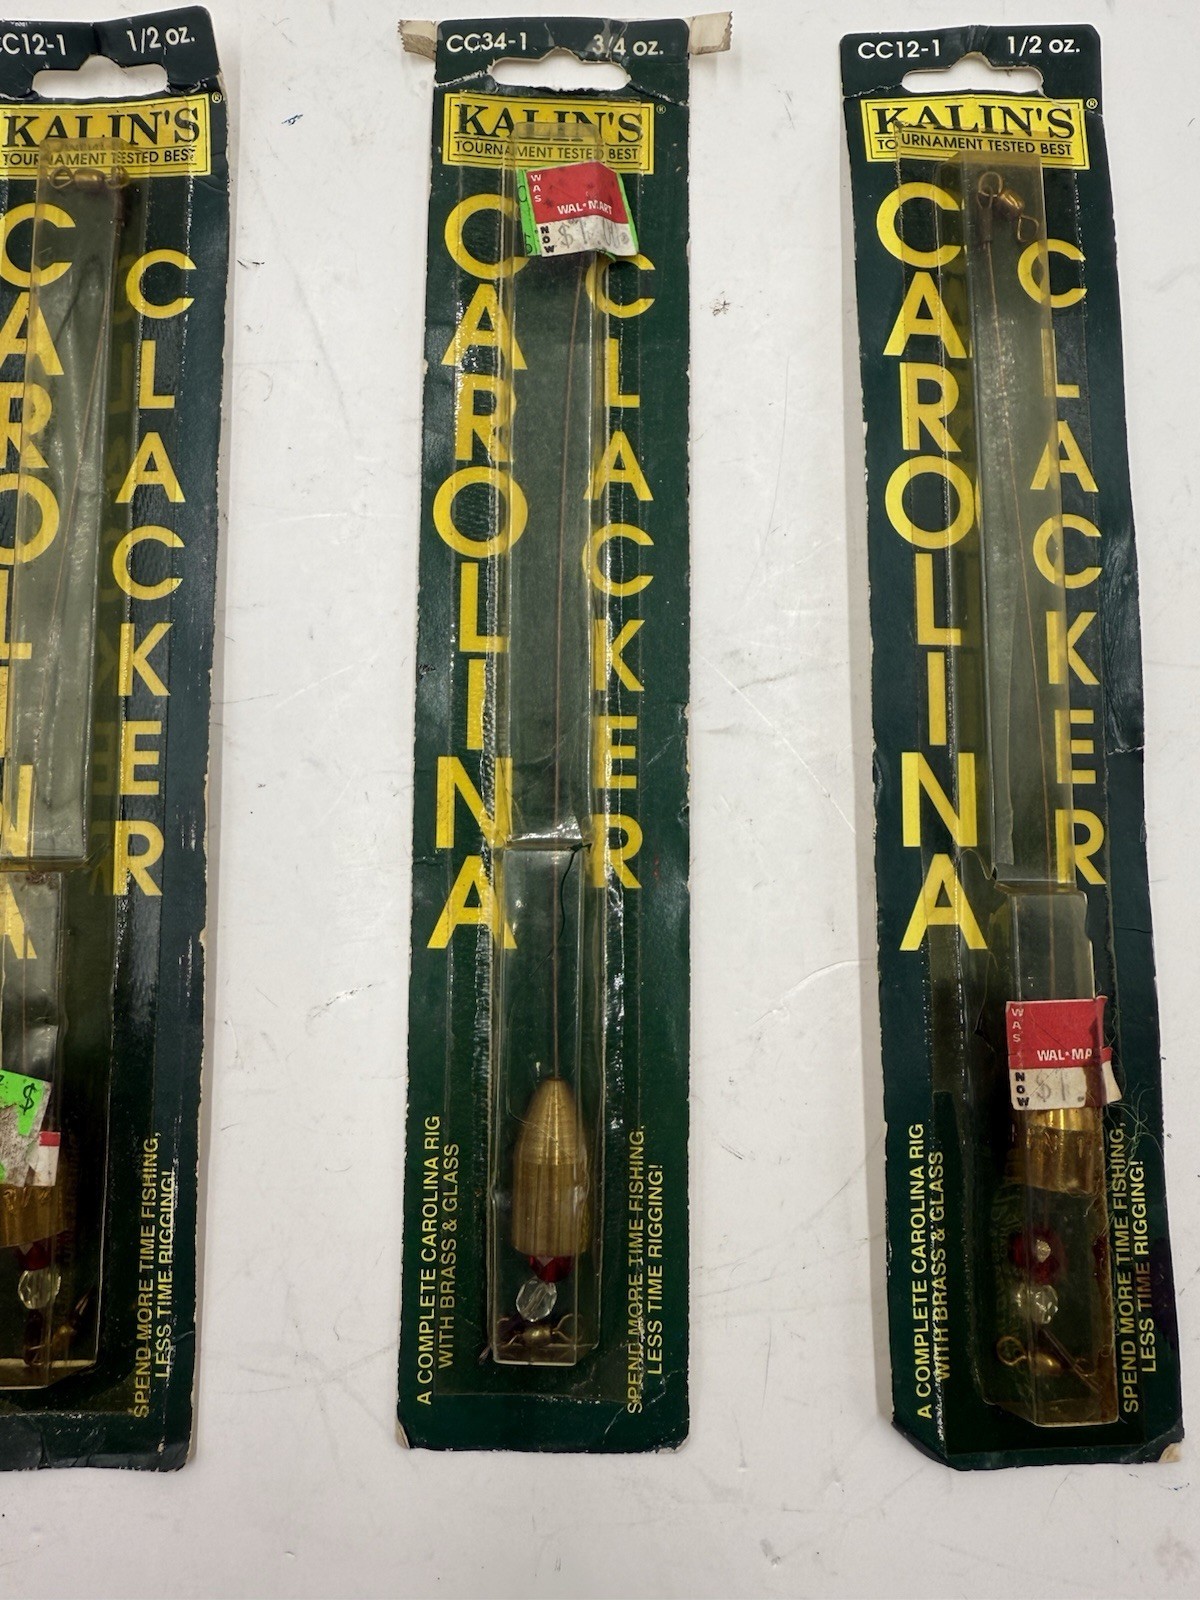 CC12-1 1/2 oz.
KALIN'S®
TOURNAMENT TESTED BEST
CAROLINA
CLACKER
$
SPEND MORE TIME FISHING,
LESS TIME RIGGING!
CC34-1 3/4 oz.
KALIN'S®
TOURNAMENT TESTED BEST
WAS
WAL★MART
NOW
CAROLINA
CLACKER
A COMPLETE CAROLINA RIG
WITH BRASS & GLASS
SPEND MORE TIME FISHING,
LESS TIME RIGGING!
CC12-1 1/2 oz.
KALIN'S®
TOURNAMENT TESTED BEST
CAROLINA
CLACKER
WAS
WAL★MA
NOW $1.
A COMPLETE CAROLINA RIG
WITH BRASS & GLASS
SPEND MORE TIME FISHING,
LESS TIME RIGGING!